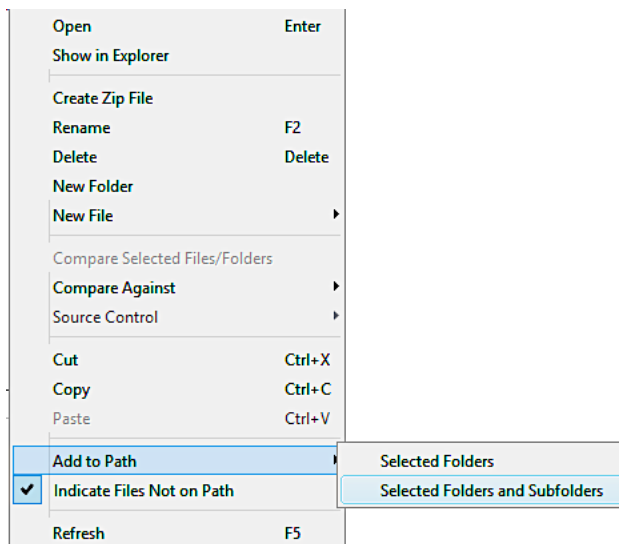 Open Enter
Show in Explorer
Create Zip File
Rename F2
Delete Delete
New Folder
New File
Compare Selected Files/Folders
Compare Against
Source Control
Cut Ctrl+X
Copy Ctrl+C
Paste Ctrl+V
Add to Path Selected Folders
Indicate Files Not on Path Selected Folders and Subfolders
Refresh F5